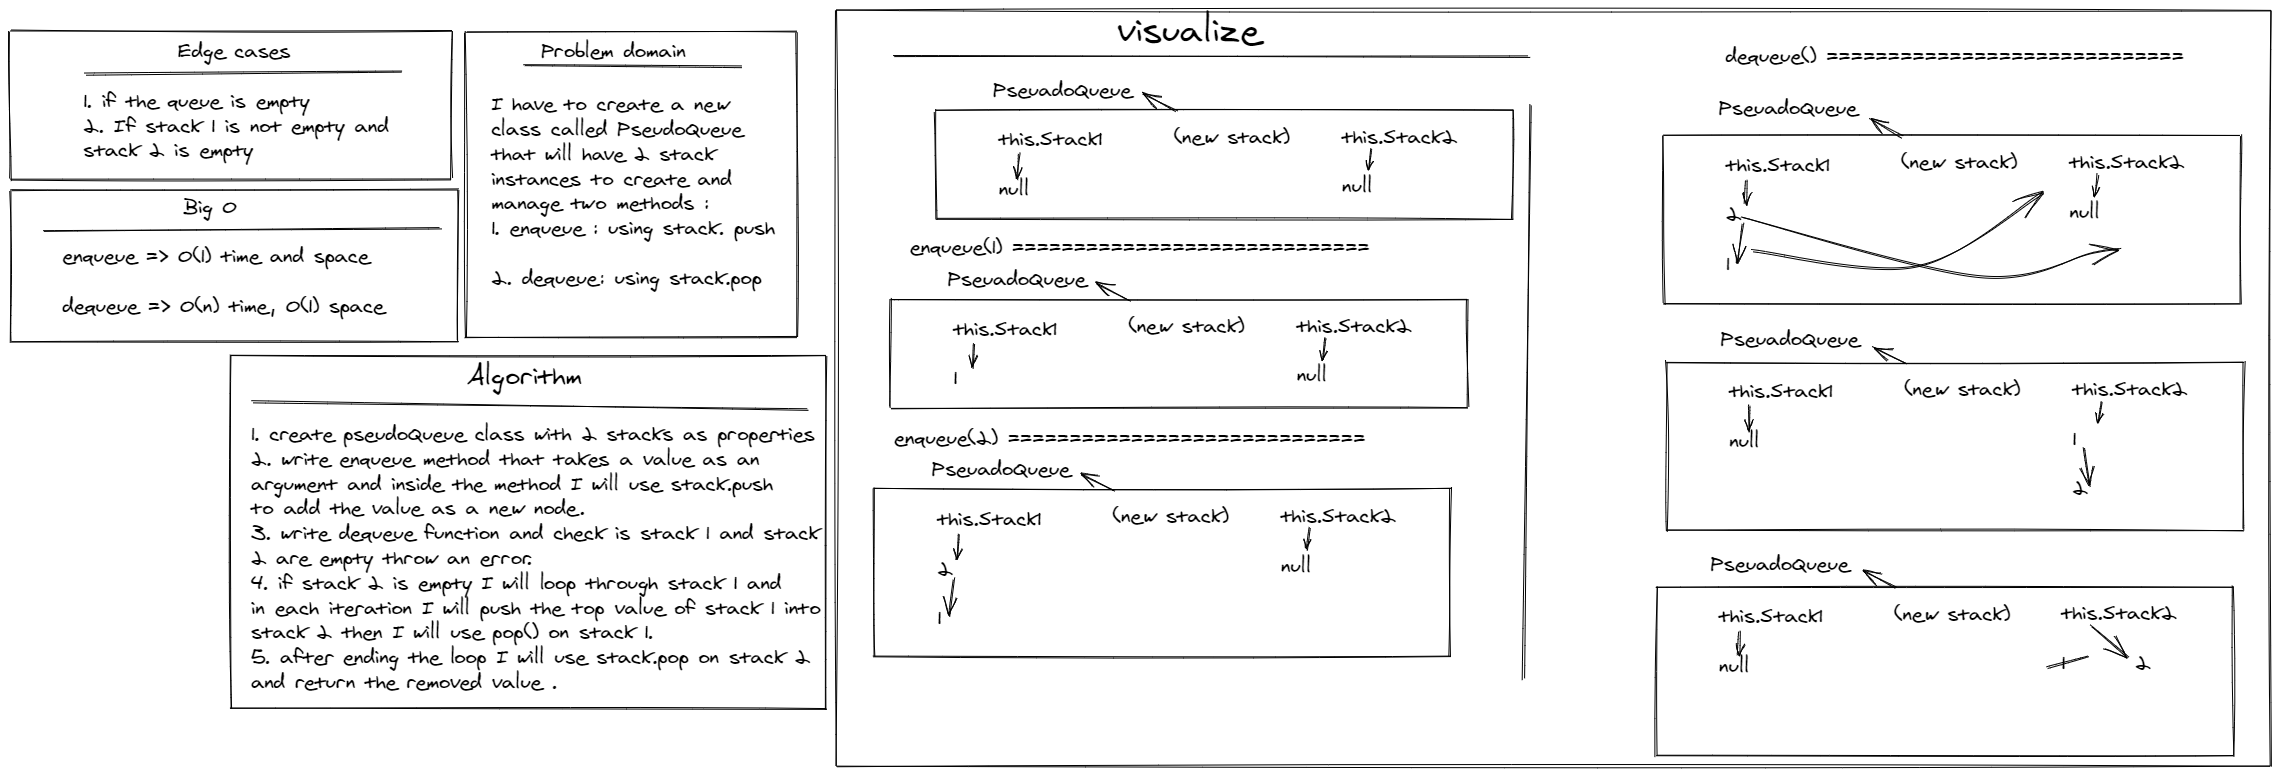 Edge cases
1. if the queue is empty
2. If stack 1 is not empty and
stack 2 is empty
Big O
enqueue => O(1) time and space
dequeue => O(n) time, O(1) space
Problem domain
I have to create a new
class called PseudoQueue
that will have 2 stack
instances to create and
manage two methods :
1. enqueue : using stack. push
2. dequeue: using stack.pop
Algorithm
1. create pseudoQueue class with 2 stacks as properties
2. write enqueue method that takes a value as an
argument and inside the method I will use stack.push
to add the value as a new node.
3. write dequeue function and check is stack 1 and stack
2 are empty throw an error.
4. if stack 2 is empty I will loop through stack 1 and
in each iteration I will push the top value of stack 1 into
stack 2 then I will use pop() on stack 1.
5. after ending the loop I will use stack.pop on stack 2
and return the removed value .
visualize
PseuadoQueue
this.Stack1 (new stack) this.Stack2
null null
enqueue(1) =============================
PseuadoQueue
this.Stack1 (new stack) this.Stack2
1 null
enqueue(2) =============================
PseuadoQueue
this.Stack1 (new stack) this.Stack2
2 null
1
dequeue() =============================
PseuadoQueue
this.Stack1 (new stack) this.Stack2
2 null
1
PseuadoQueue
this.Stack1 (new stack) this.Stack2
null 1
2
PseuadoQueue
this.Stack1 (new stack) this.Stack2
null 1 2